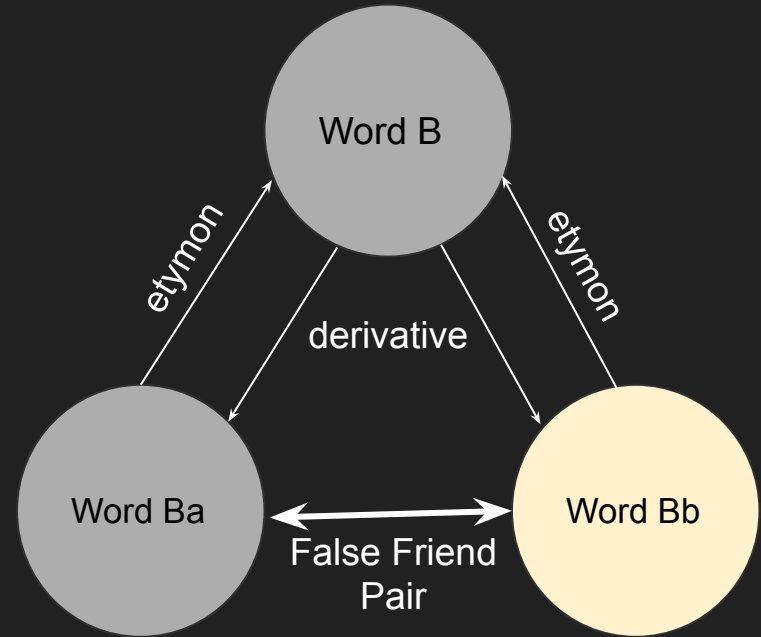 Word B
etymon
etymon
derivative
Word Ba
Word Bb
False Friend
Pair